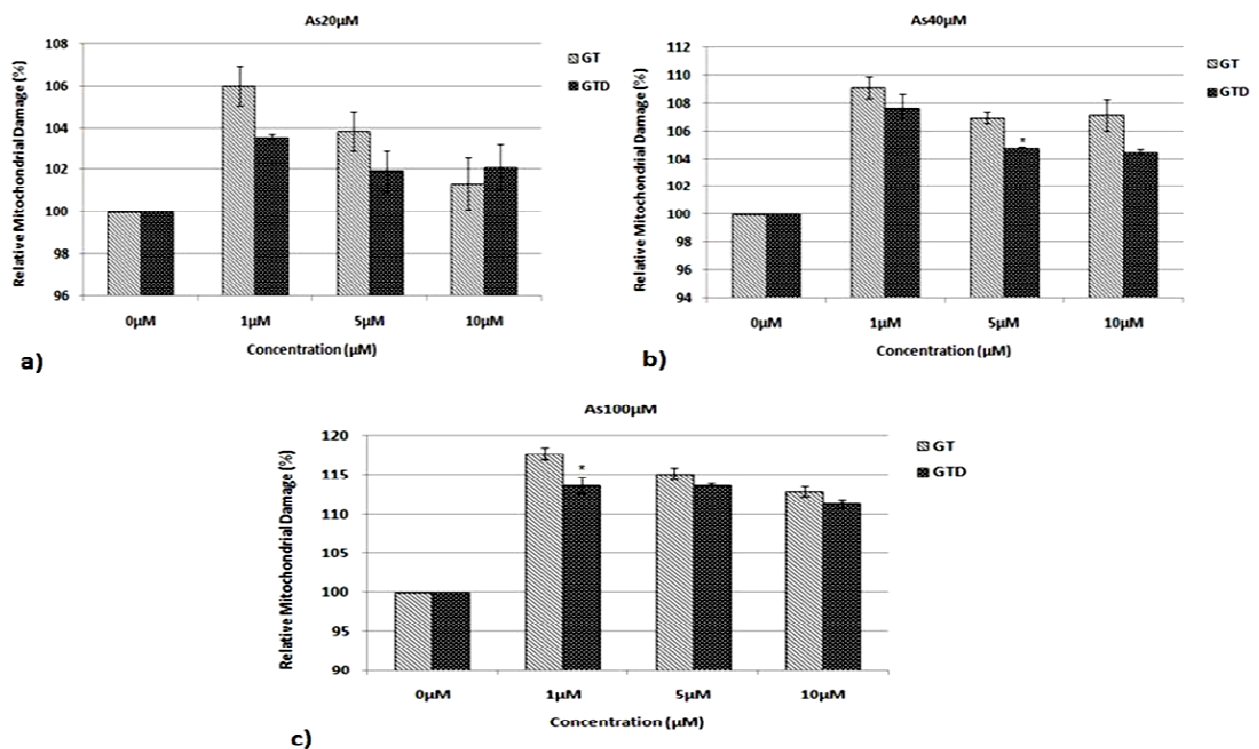 As20µM
Relative Mitochondrial Damage (%)
108
106
104
102
100
98
96
0µM 1µM 5µM 10µM
Concentration (µM)
GT
GTD
a)
As40µM
Relative Mitochondrial Damage (%)
112
110
108
106
104
102
100
98
96
94
*
0µM 1µM 5µM 10µM
Concentration (µM)
GT
GTD
b)
As100µM
Relative Mitochondrial Damage (%)
120
115
110
105
100
95
90
*
0µM 1µM 5µM 10µM
Concentration (µM)
GT
GTD
c)